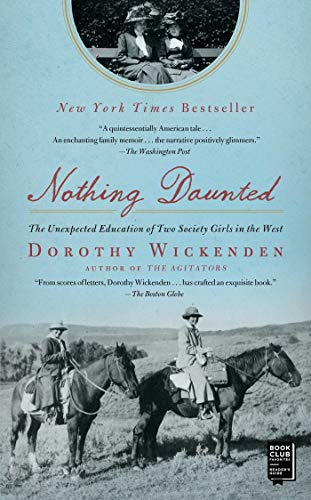 New York Times Bestseller
"A quintessentially American tale . . .
An enchanting family memoir . . . the narrative positively glimmers."
—The Washington Post
Nothing Daunted
The Unexpected Education of Two Society Girls in the West
DOROTHY WICKENDEN
AUTHOR OF THE AGITATORS
"From scores of letters, Dorothy Wickenden . . . has crafted an exquisite book."
—The Boston Globe
BOOK
CLUB
FAVORITES
READER'S
GUIDE